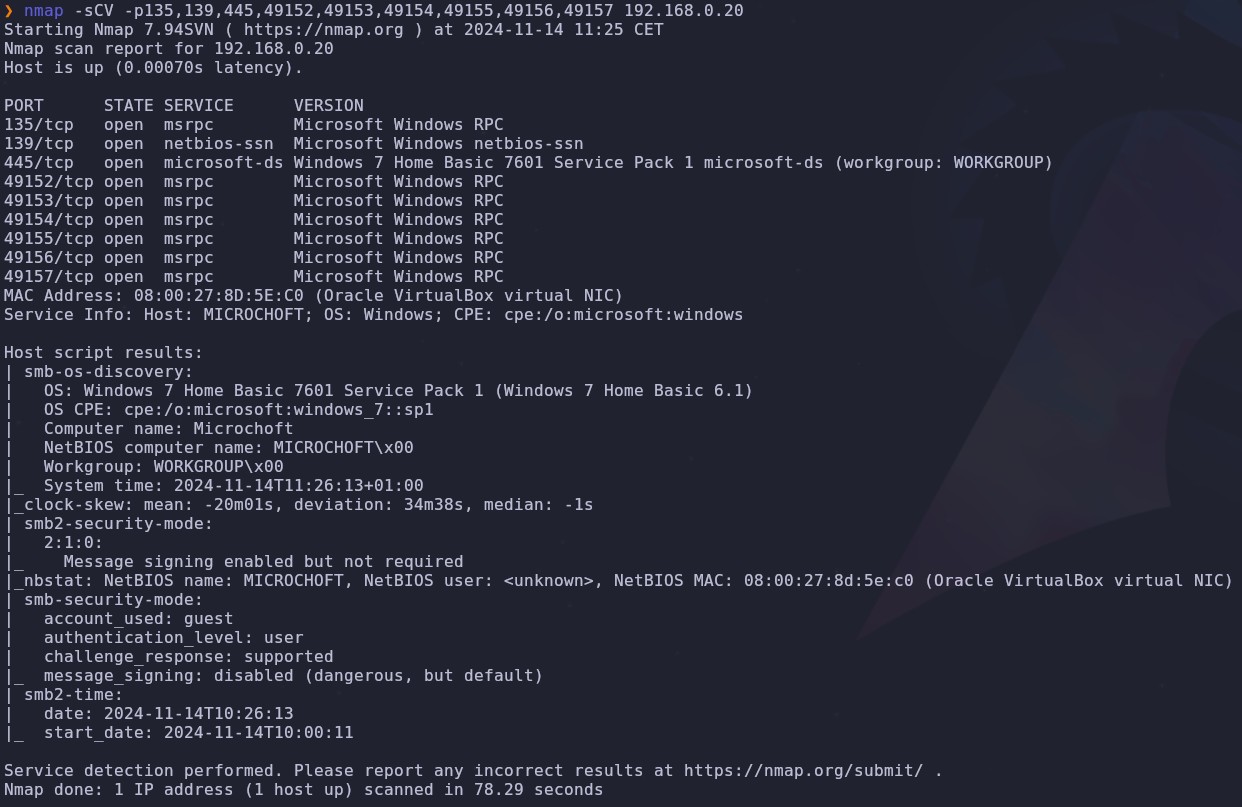 ❯ nmap -sCV -p135,139,445,49152,49153,49154,49155,49156,49157 192.168.0.20
Starting Nmap 7.94SVN ( https://nmap.org ) at 2024-11-14 11:25 CET
Nmap scan report for 192.168.0.20
Host is up (0.00070s latency).

PORT      STATE SERVICE      VERSION
135/tcp   open  msrpc        Microsoft Windows RPC
139/tcp   open  netbios-ssn  Microsoft Windows netbios-ssn
445/tcp   open  microsoft-ds Windows 7 Home Basic 7601 Service Pack 1 microsoft-ds (workgroup: WORKGROUP)
49152/tcp open  msrpc        Microsoft Windows RPC
49153/tcp open  msrpc        Microsoft Windows RPC
49154/tcp open  msrpc        Microsoft Windows RPC
49155/tcp open  msrpc        Microsoft Windows RPC
49156/tcp open  msrpc        Microsoft Windows RPC
49157/tcp open  msrpc        Microsoft Windows RPC
MAC Address: 08:00:27:8D:5E:C0 (Oracle VirtualBox virtual NIC)
Service Info: Host: MICROCHOFT; OS: Windows; CPE: cpe:/o:microsoft:windows

Host script results:
| smb-os-discovery:
|   OS: Windows 7 Home Basic 7601 Service Pack 1 (Windows 7 Home Basic 6.1)
|   OS CPE: cpe:/o:microsoft:windows_7::sp1
|   Computer name: Microchoft
|   NetBIOS computer name: MICROCHOFT\x00
|   Workgroup: WORKGROUP\x00
|_  System time: 2024-11-14T11:26:13+01:00
|_clock-skew: mean: -20m01s, deviation: 34m38s, median: -1s
| smb2-security-mode:
|   2:1:0:
|_    Message signing enabled but not required
|_nbstat: NetBIOS name: MICROCHOFT, NetBIOS user: <unknown>, NetBIOS MAC: 08:00:27:8d:5e:c0 (Oracle VirtualBox virtual NIC)
| smb-security-mode:
|   account_used: guest
|   authentication_level: user
|   challenge_response: supported
|_  message_signing: disabled (dangerous, but default)
| smb2-time:
|   date: 2024-11-14T10:26:13
|_  start_date: 2024-11-14T10:00:11

Service detection performed. Please report any incorrect results at https://nmap.org/submit/ .
Nmap done: 1 IP address (1 host up) scanned in 78.29 seconds